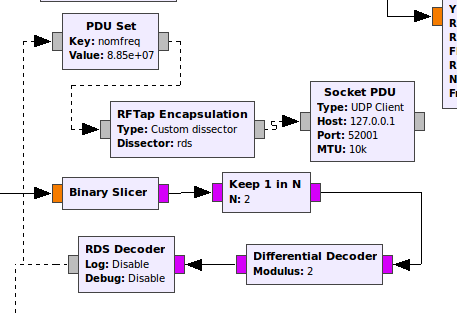 PDU Set
Key: nomfreq
Value: 8.85e+07
Y
R
R
Fl
R
N
Fr
RFTap Encapsulation
Type: Custom dissector
Dissector: rds
Socket PDU
Type: UDP Client
Host: 127.0.0.1
Port: 52001
MTU: 10k
Binary Slicer
Keep 1 in N
N: 2
RDS Decoder
Log: Disable
Debug: Disable
Differential Decoder
Modulus: 2